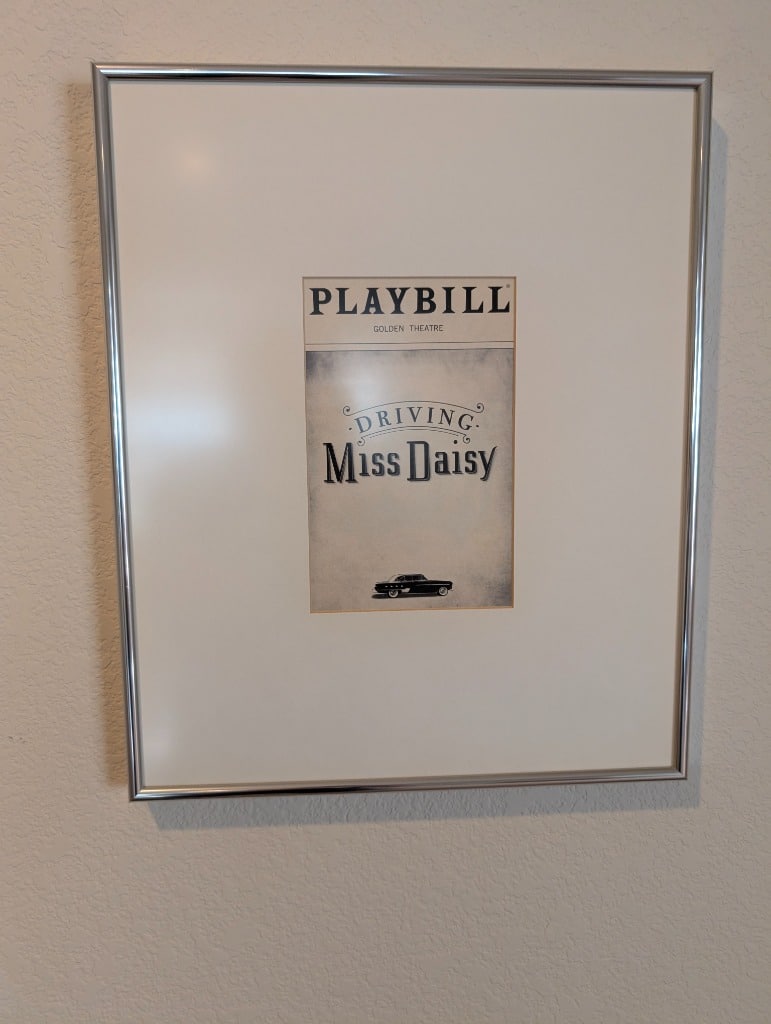 PLAYBILL®
GOLDEN THEATRE
·DRIVING·
Miss Daisy